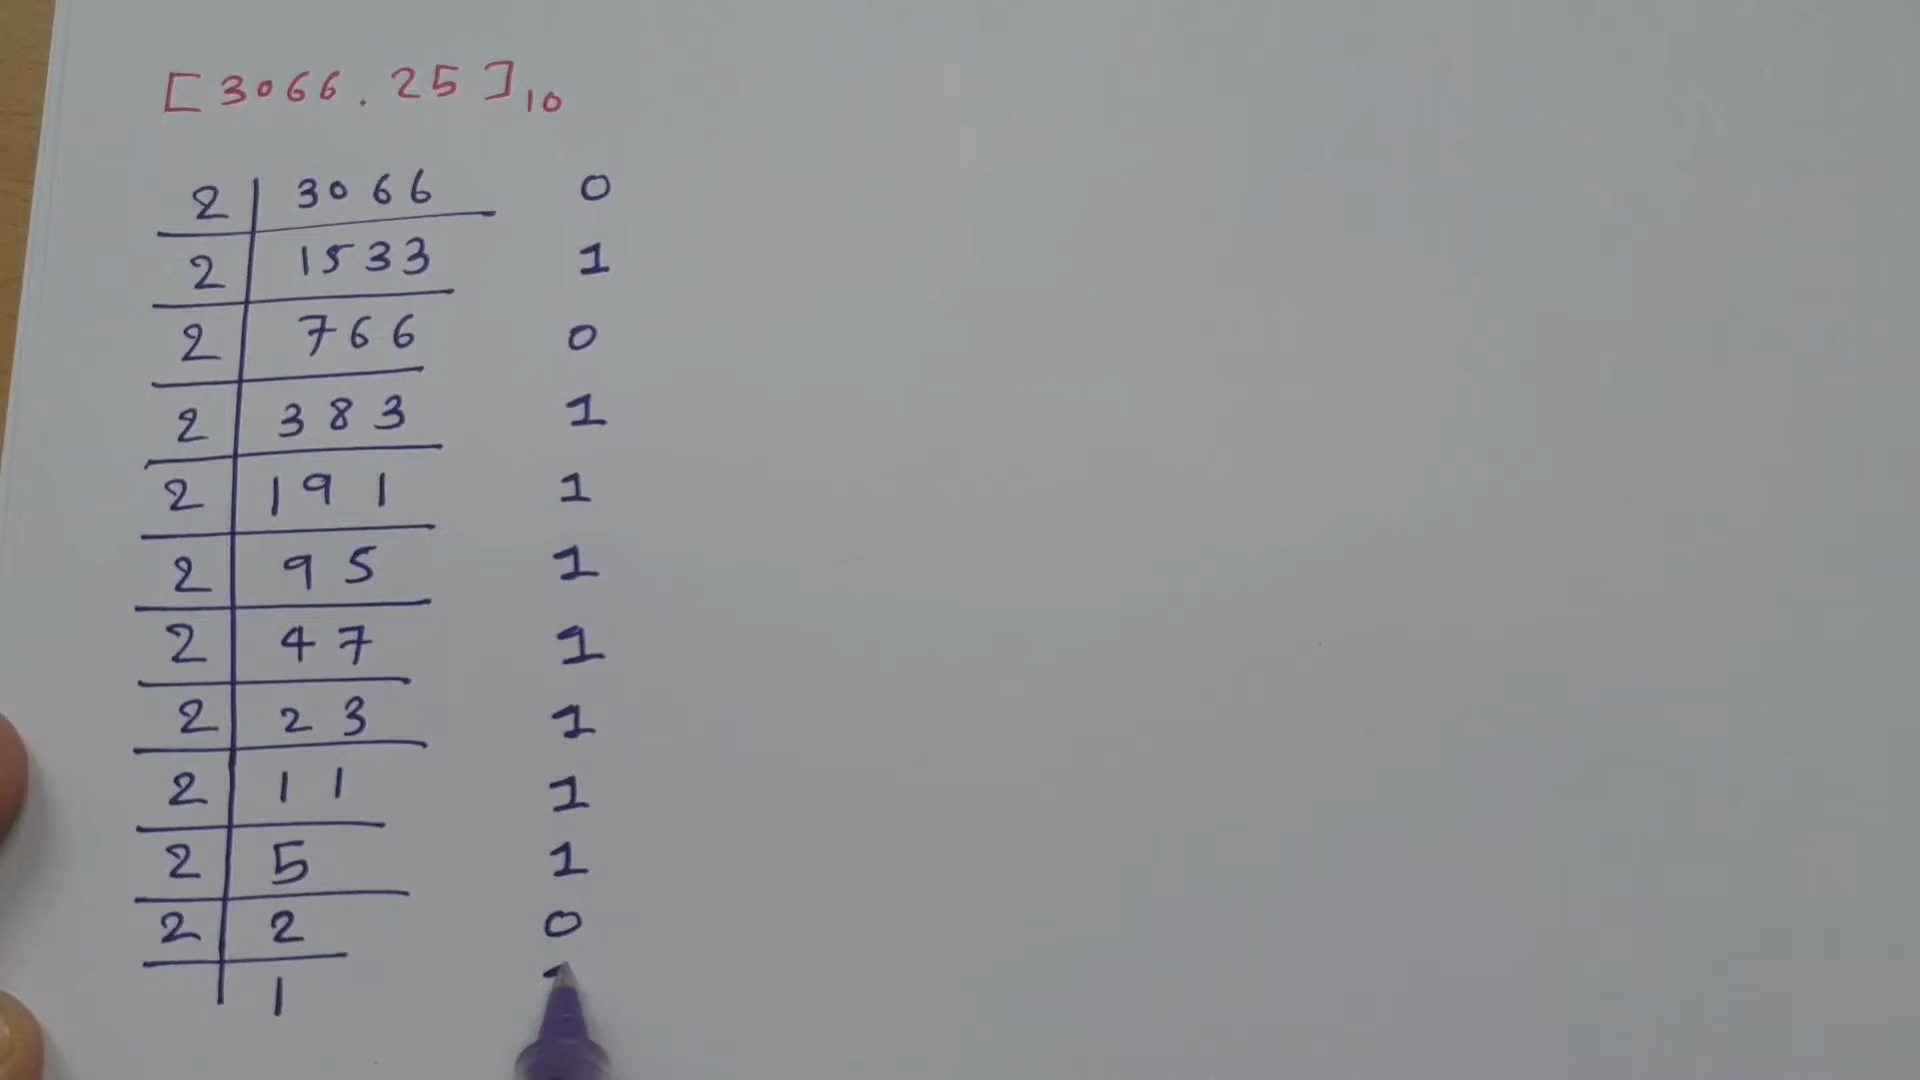 [3066.25]10
2 3066 0
2 1533 1
2 766 0
2 383 1
2 191 1
2 95 1
2 47 1
2 23 1
2 11 1
2 5 1
2 2 0
1